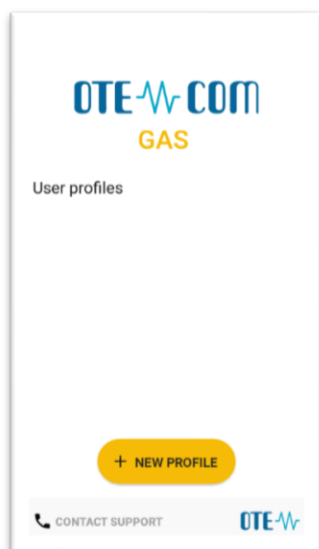 OTE COM
GAS
User profiles
+ NEW PROFILE
CONTACT SUPPORT
OTE